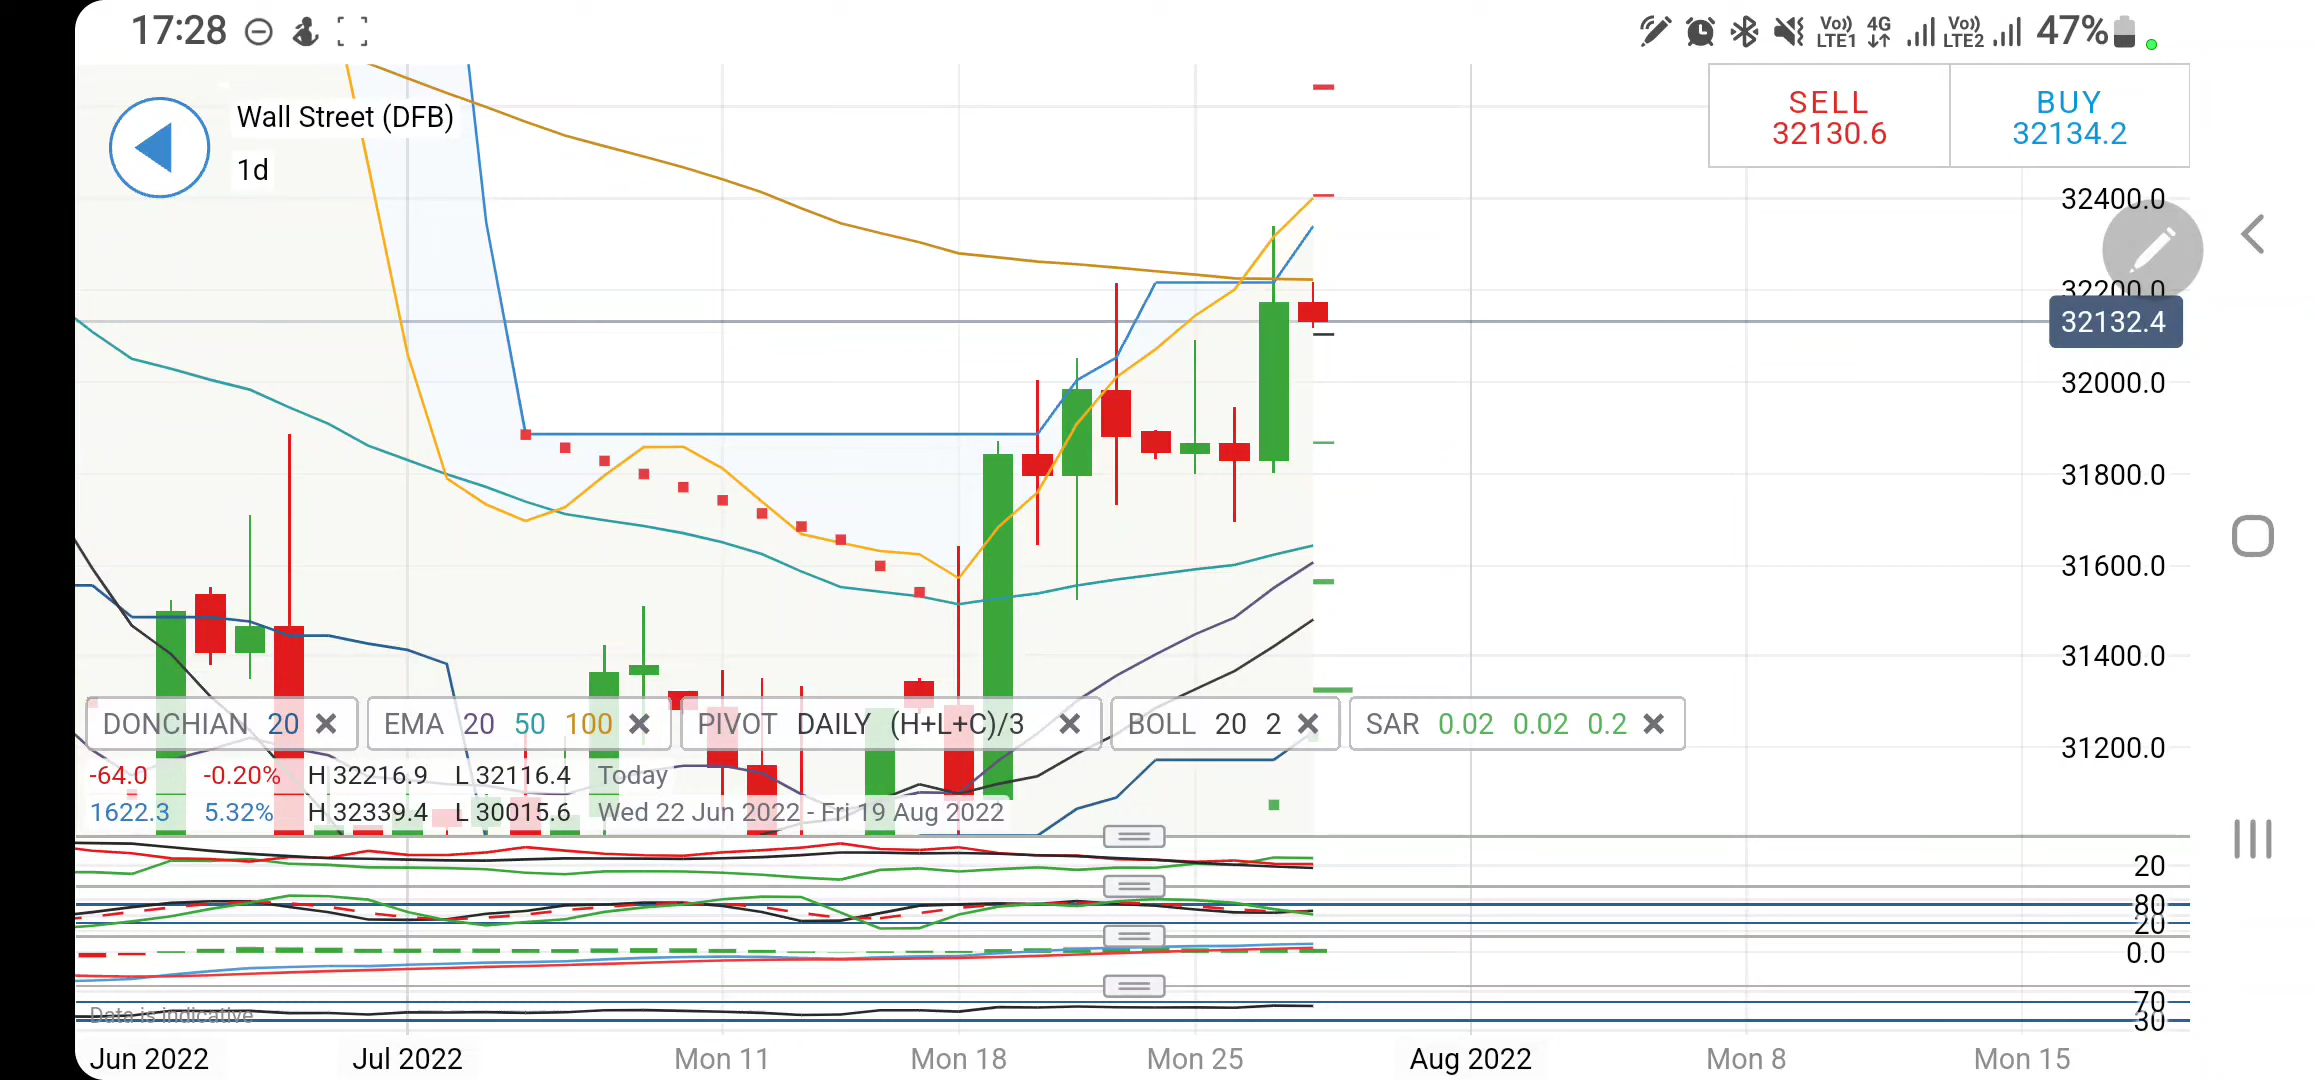 17:28 Vo)) LTE1 4G Vo)) LTE2 47%
Wall Street (DFB)
1d
SELL
32130.6
BUY
32134.2
32400.0
32200.0
32132.4
32000.0
31800.0
31600.0
31400.0
31200.0
DONCHIAN 20 EMA 20 50 100 PIVOT DAILY (H+L+C)/3 BOLL 20 2 SAR 0.02 0.02 0.2
-64.0 -0.20% H 32216.9 L 32116.4 Today
1622.3 5.32% H 32339.4 L 30015.6 Wed 22 Jun 2022 - Fri 19 Aug 2022
20
80
20
0.0
70
30
Data is indicative
Jun 2022 Jul 2022 Mon 11 Mon 18 Mon 25 Aug 2022 Mon 8 Mon 15